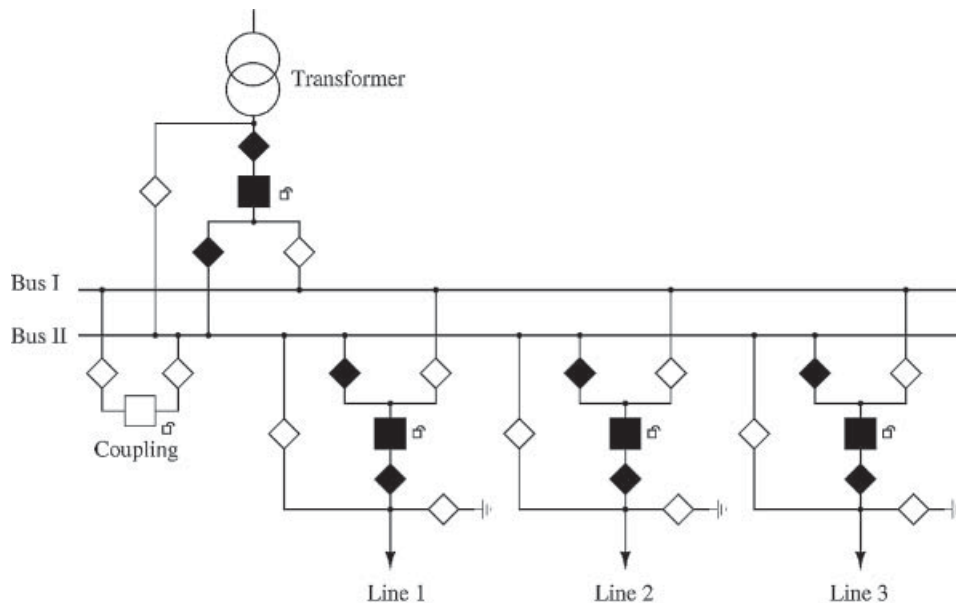 Transformer
Bus I
Bus II
Coupling
Line 1
Line 2
Line 3